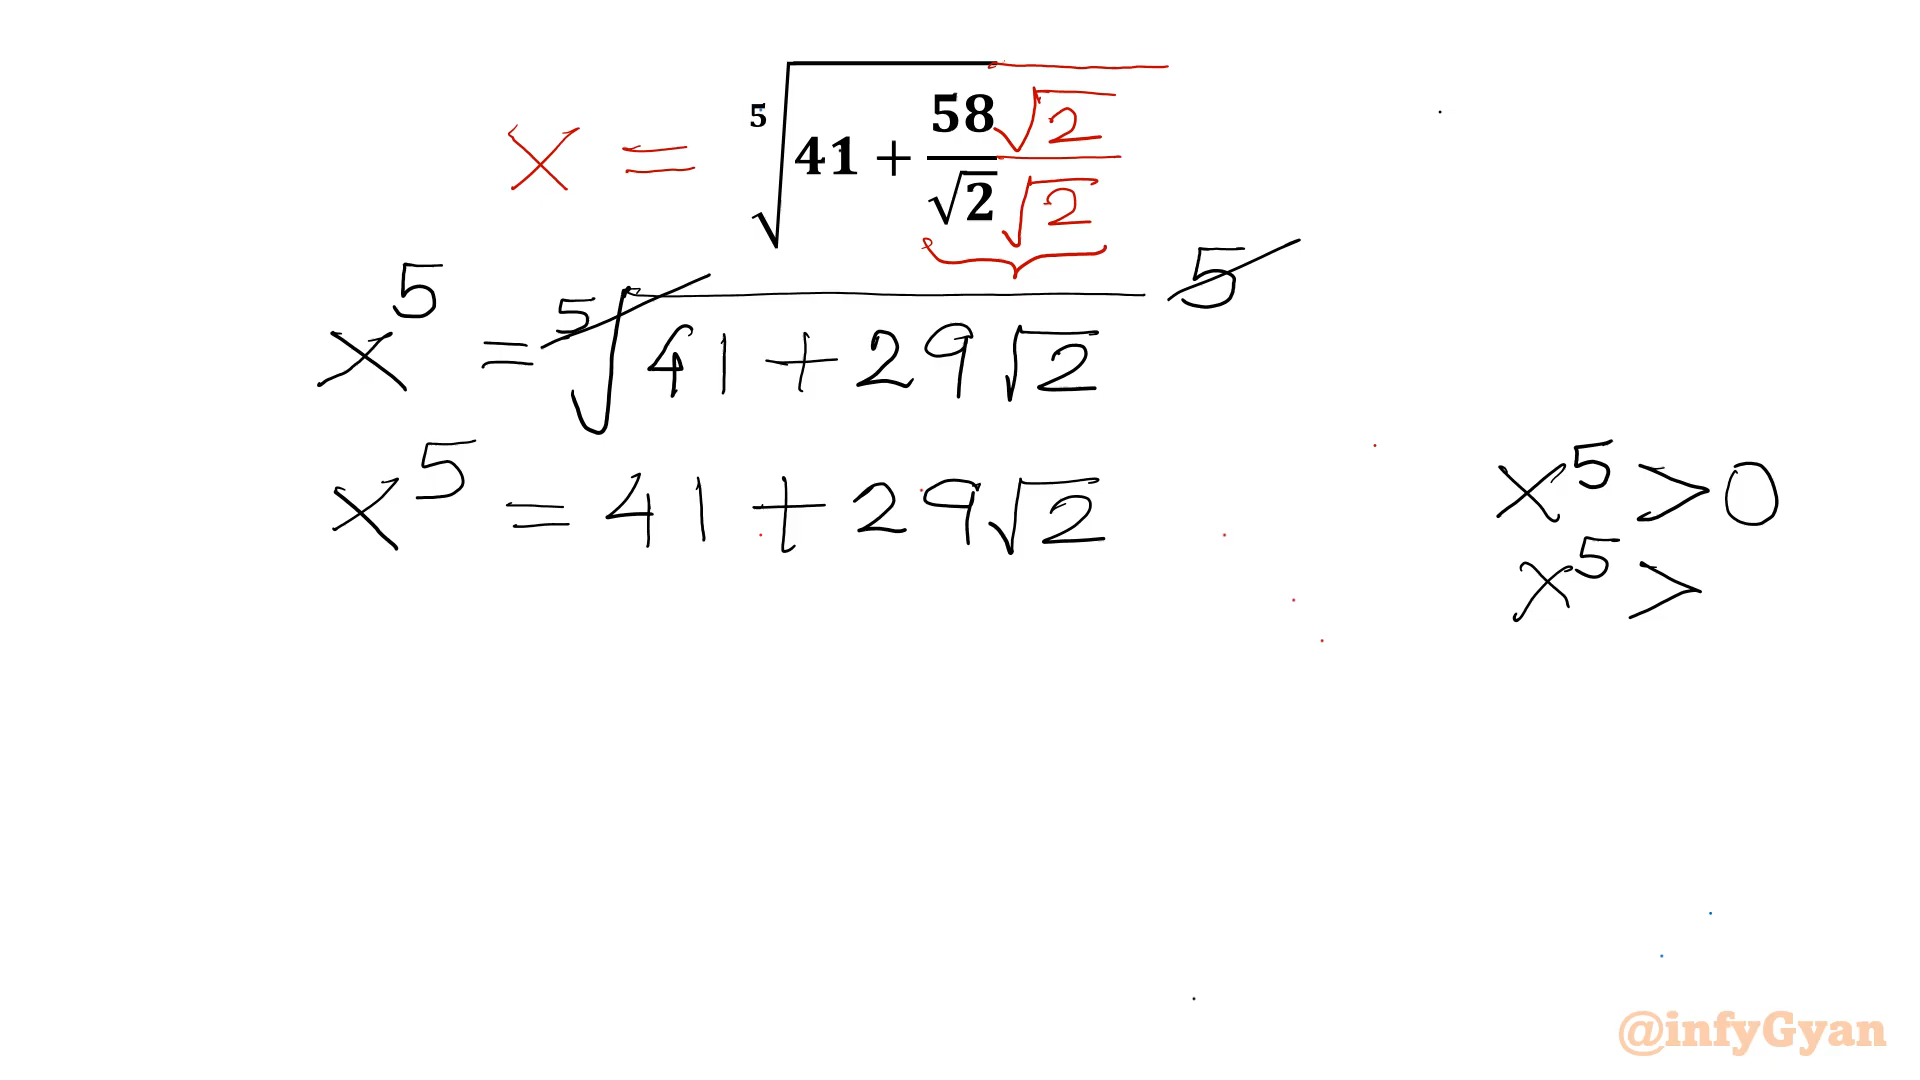 x = ⁵√(41 + 58√2/√2√2)
x⁵ = ⁵√(41 + 29√2)⁵
x⁵ = 41 + 29√2
x⁵ > 0
x⁵ >
@infyGyan